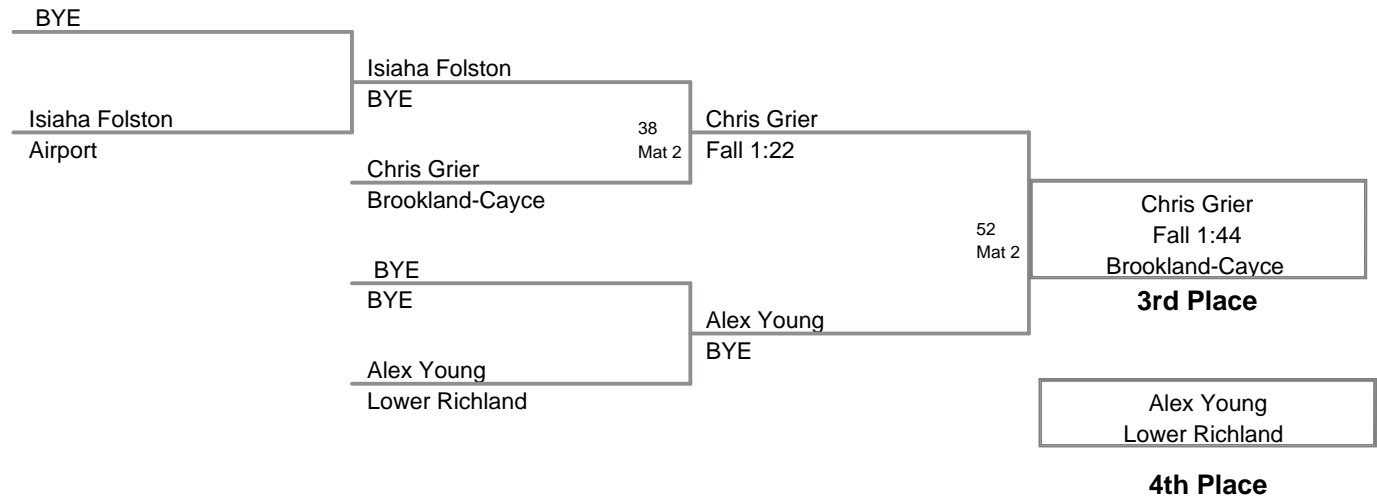 BYE
Isiaha Folston
Airport
Isiaha Folston
BYE
Chris Grier
Brookland-Cayce
38
Mat 2
BYE
BYE
Alex Young
Lower Richland
Chris Grier
Fall 1:22
Alex Young
BYE
52
Mat 2
Chris Grier
Fall 1:44
Brookland-Cayce
3rd Place
Alex Young
Lower Richland
4th Place